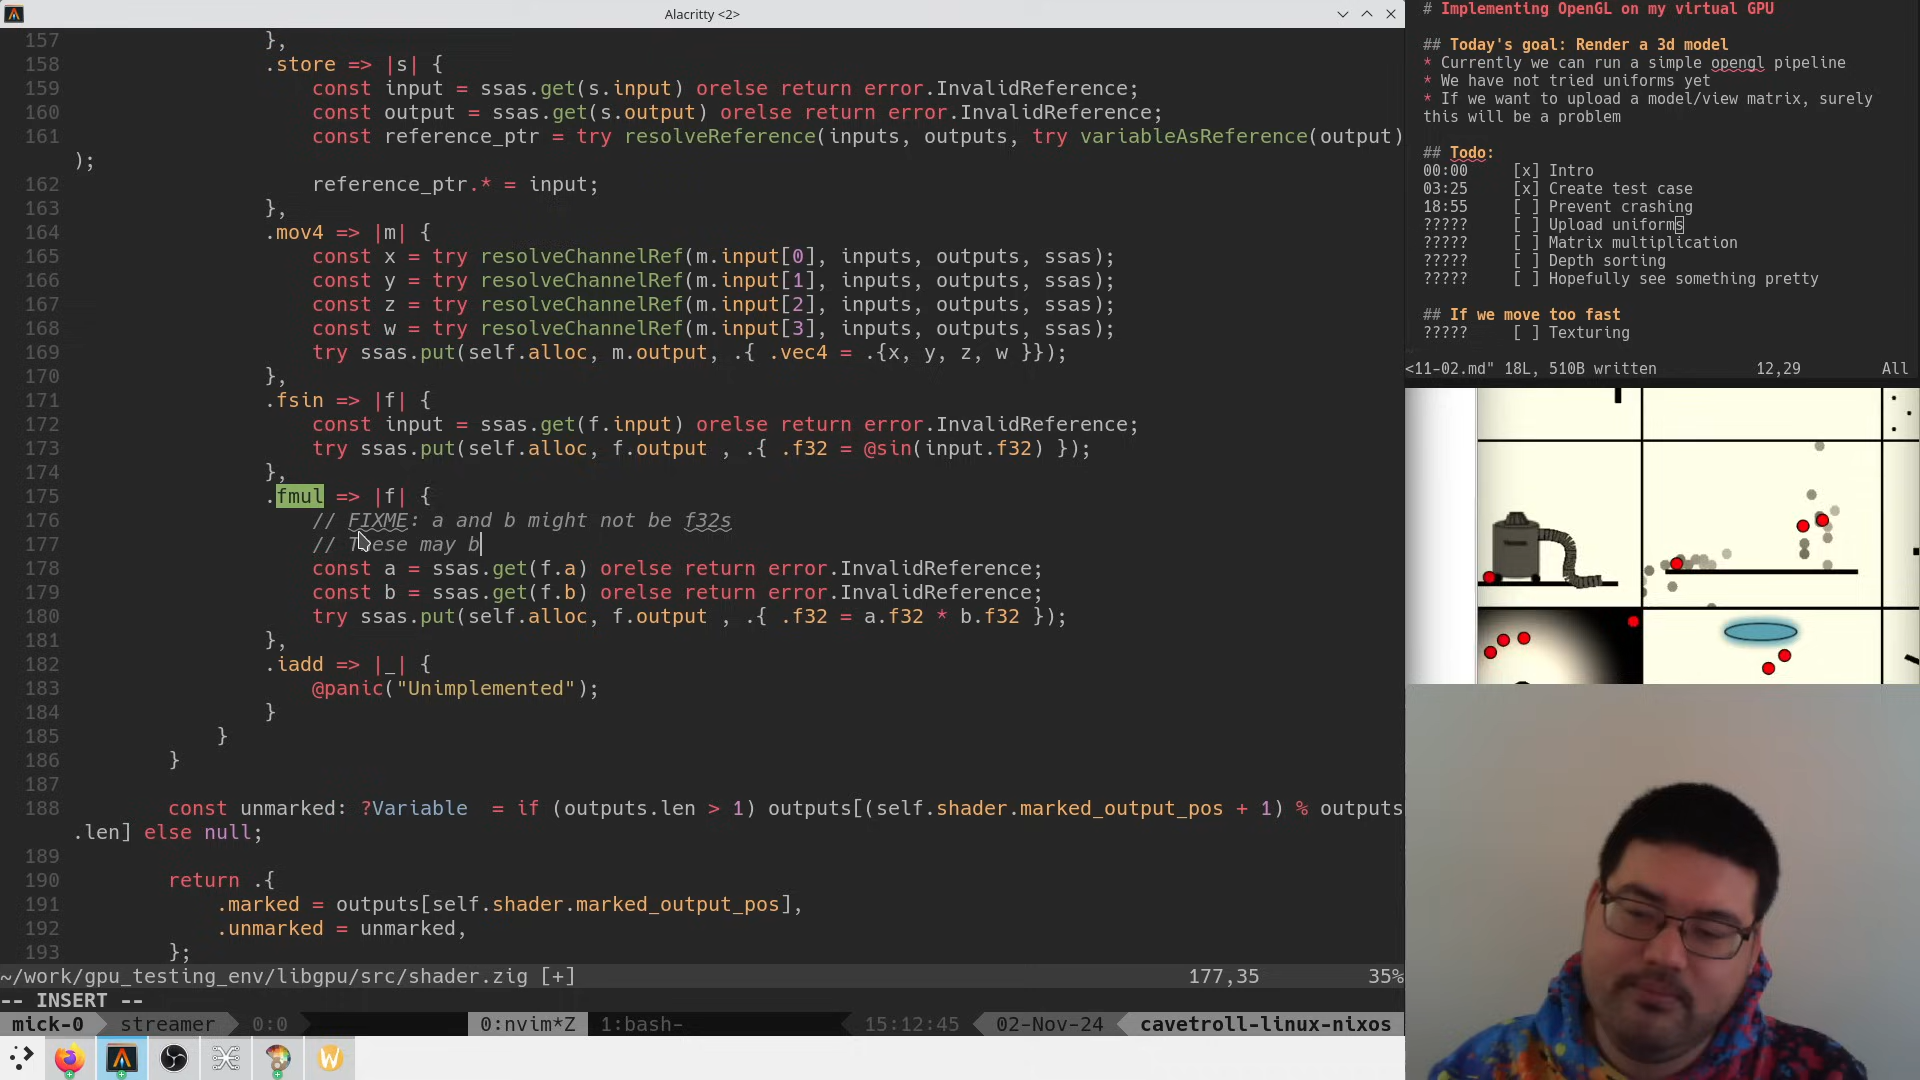 Alacritty <2>
157 },
158 .store => |s| {
159 const input = ssas.get(s.input) orelse return error.InvalidReference;
160 const output = ssas.get(s.output) orelse return error.InvalidReference;
161 const reference_ptr = try resolveReference(inputs, outputs, try variableAsReference(output)
);
162 reference_ptr.* = input;
163 },
164 .mov4 => |m| {
165 const x = try resolveChannelRef(m.input[0], inputs, outputs, ssas);
166 const y = try resolveChannelRef(m.input[1], inputs, outputs, ssas);
167 const z = try resolveChannelRef(m.input[2], inputs, outputs, ssas);
168 const w = try resolveChannelRef(m.input[3], inputs, outputs, ssas);
169 try ssas.put(self.alloc, m.output, .{ .vec4 = .{x, y, z, w }});
170 },
171 .fsin => |f| {
172 const input = ssas.get(f.input) orelse return error.InvalidReference;
173 try ssas.put(self.alloc, f.output , .{ .f32 = @sin(input.f32) });
174 },
175 .fmul => |f| {
176 // FIXME: a and b might not be f32s
177 // These may b
178 const a = ssas.get(f.a) orelse return error.InvalidReference;
179 const b = ssas.get(f.b) orelse return error.InvalidReference;
180 try ssas.put(self.alloc, f.output , .{ .f32 = a.f32 * b.f32 });
181 },
182 .iadd => |_| {
183 @panic("Unimplemented");
184 }
185 }
186 }
187
188 const unmarked: ?Variable  = if (outputs.len > 1) outputs[(self.shader.marked_output_pos + 1) % outputs
.len] else null;
189
190 return .{
191 .marked = outputs[self.shader.marked_output_pos],
192 .unmarked = unmarked,
193 };
~/work/gpu_testing_env/libgpu/src/shader.zig [+] 177,35 35%
-- INSERT --
mick-0 streamer 0:0 0:nvim*Z 1:bash- 15:12:45 02-Nov-24 cavetroll-linux-nixos
# Implementing OpenGL on my virtual GPU
## Today's goal: Render a 3d model
* Currently we can run a simple opengl pipeline
* We have not tried uniforms yet
* If we want to upload a model/view matrix, surely
this will be a problem
## Todo:
00:00 [x] Intro
03:25 [x] Create test case
18:55 [ ] Prevent crashing
????? [ ] Upload uniforms
????? [ ] Matrix multiplication
????? [ ] Depth sorting
????? [ ] Hopefully see something pretty
## If we move too fast
????? [ ] Texturing
<11-02.md" 18L, 510B written 12,29 All